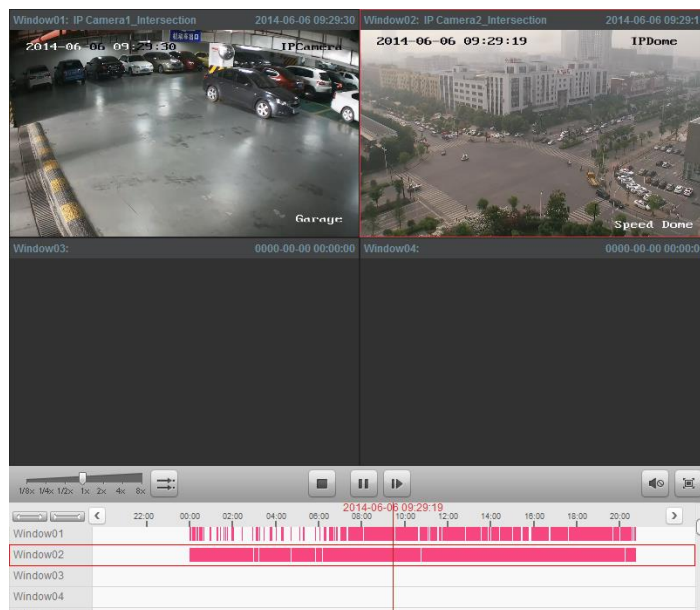 Window01: IP Camera1_Intersection 2014-06-06 09:29:30
2014-06-06 09:29:30 IPCamera
Garage
Window02: IP Camera2_Intersection 2014-06-06 09:29:1
2014-06-06 09:29:19 IPDome
Speed Dome
Window03: 0000-00-00 00:00:00
Window04: 0000-00-00 00:00:0
1/8x 1/4x 1/2x 1x 2x 4x 8x
2014-06-06 09:29:19
22:00 00:00 02:00 04:00 06:00 08:00 10:00 12:00 14:00 16:00 18:00 20:00
Window01
Window02
Window03
Window04